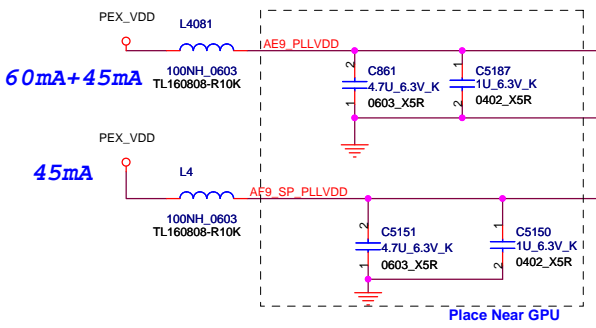 PEX_VDD
L4081
AE9_PLLVDD
60mA+45mA
100NH_0603
TL160808-R10K
2
C861
4.7U_6.3V_K
1
0603_X5R
1
C5187
1U_6.3V_K
2
0402_X5R
PEX_VDD
45mA
L4
AF9_SP_PLLVDD
100NH_0603
TL160808-R10K
2
C5151
4.7U_6.3V_K
1
0603_X5R
1
C5150
1U_6.3V_K
2
0402_X5R
Place Near GPU